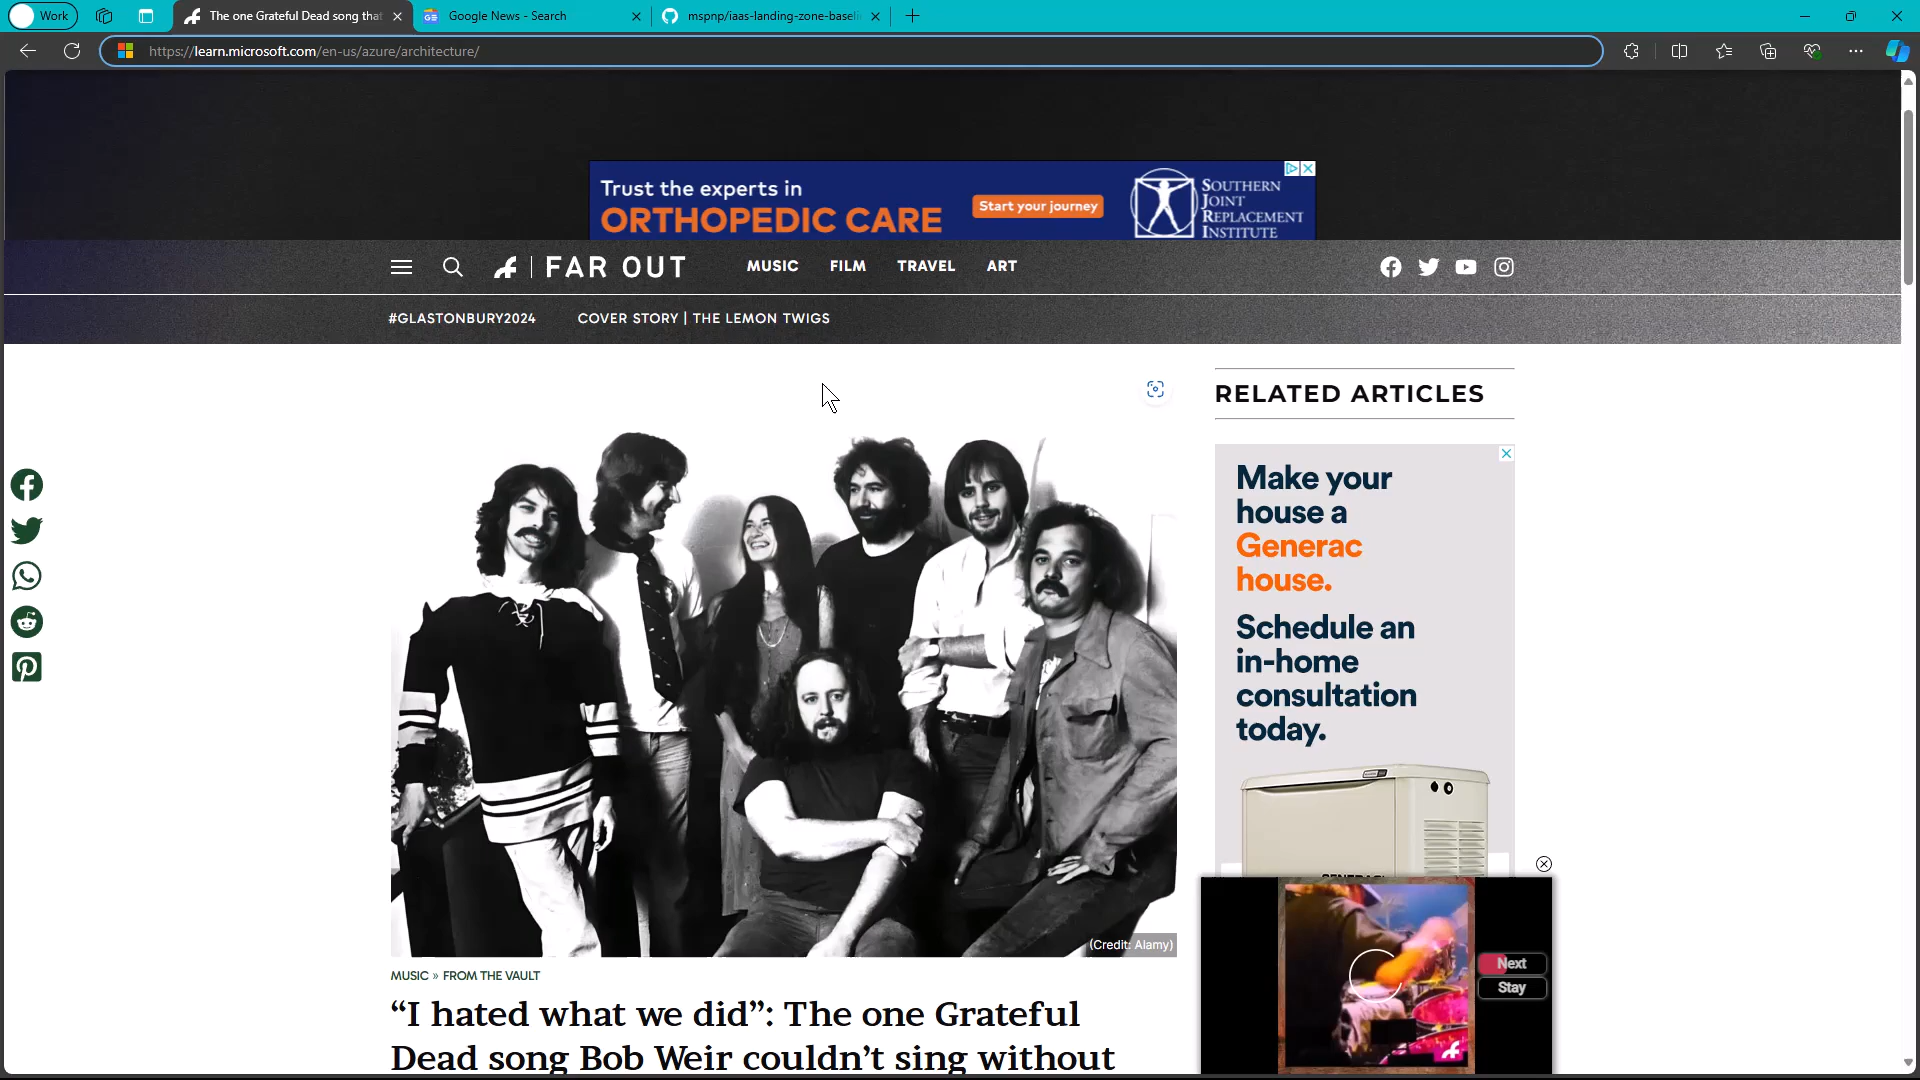 Work
The one Grateful Dead song that
Google News - Search
mspnp/iaas-landing-zone-baseli
https://learn.microsoft.com/en-us/azure/architecture/
Trust the experts in
ORTHOPEDIC CARE
Start your journey
SOUTHERN
JOINT
REPLACEMENT
INSTITUTE
FAR OUT
MUSIC
FILM
TRAVEL
ART
#GLASTONBURY2024
COVER STORY | THE LEMON TWIGS
RELATED ARTICLES
Make your
house a
Generac
house.
Schedule an
in-home
consultation
today.
(Credit: Alamy)
Next
Stay
MUSIC » FROM THE VAULT
“I hated what we did”: The one Grateful
Dead song Bob Weir couldn’t sing without